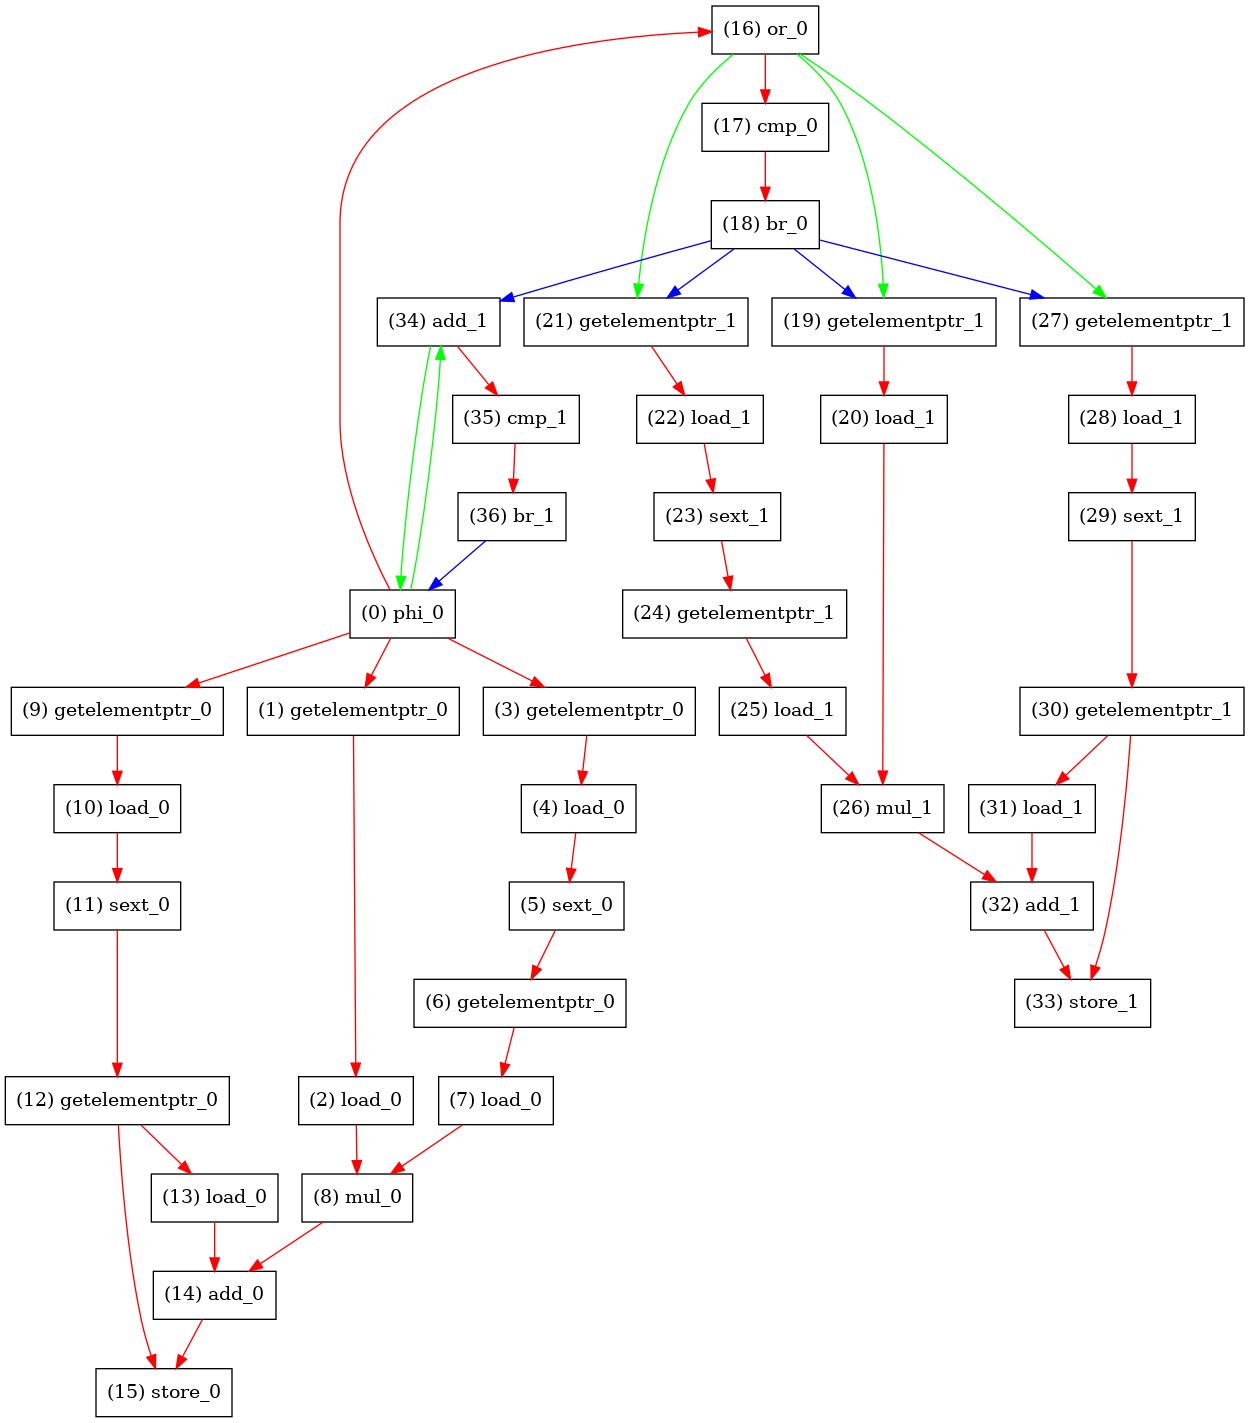 (16) or_0
(17) cmp_0
(18) br_0
(34) add_1
(21) getelementptr_1
(19) getelementptr_1
(27) getelementptr_1
(35) cmp_1
(22) load_1
(20) load_1
(28) load_1
(36) br_1
(23) sext_1
(29) sext_1
(0) phi_0
(24) getelementptr_1
(9) getelementptr_0
(1) getelementptr_0
(3) getelementptr_0
(25) load_1
(30) getelementptr_1
(10) load_0
(4) load_0
(26) mul_1
(31) load_1
(11) sext_0
(5) sext_0
(32) add_1
(6) getelementptr_0
(33) store_1
(12) getelementptr_0
(2) load_0
(7) load_0
(13) load_0
(8) mul_0
(14) add_0
(15) store_0